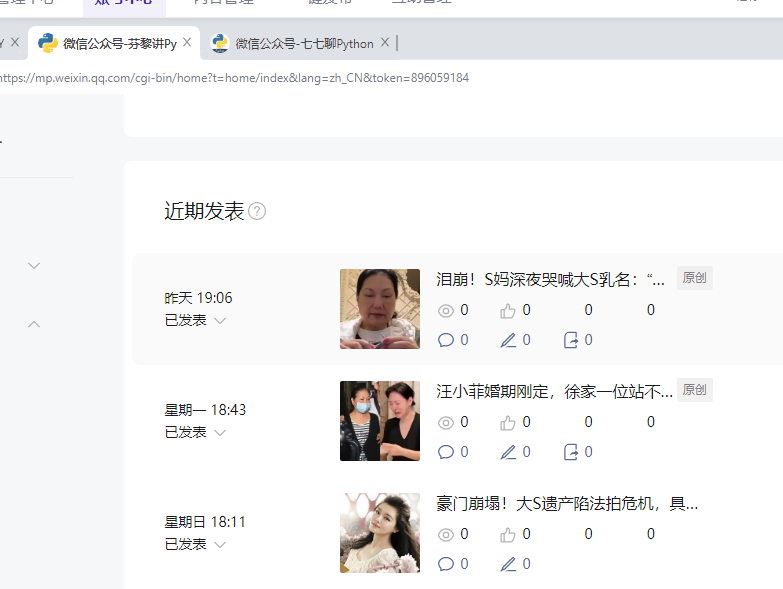 账号中心
微信公众号-芬黎讲Py
微信公众号-七七聊Python
https://mp.weixin.qq.com/cgi-bin/home?t=home/index&lang=zh_CN&token=896059184
近期发表
昨天 19:06
已发表
泪崩！S妈深夜哭喊大S乳名：“...
原创
0 0 0 0
0 0 0
星期一 18:43
已发表
汪小菲婚期刚定，徐家一位站不...
原创
0 0 0 0
0 0 0
星期日 18:11
已发表
豪门崩塌！大S遗产陷法拍危机，具...
0 0 0 0
0 0